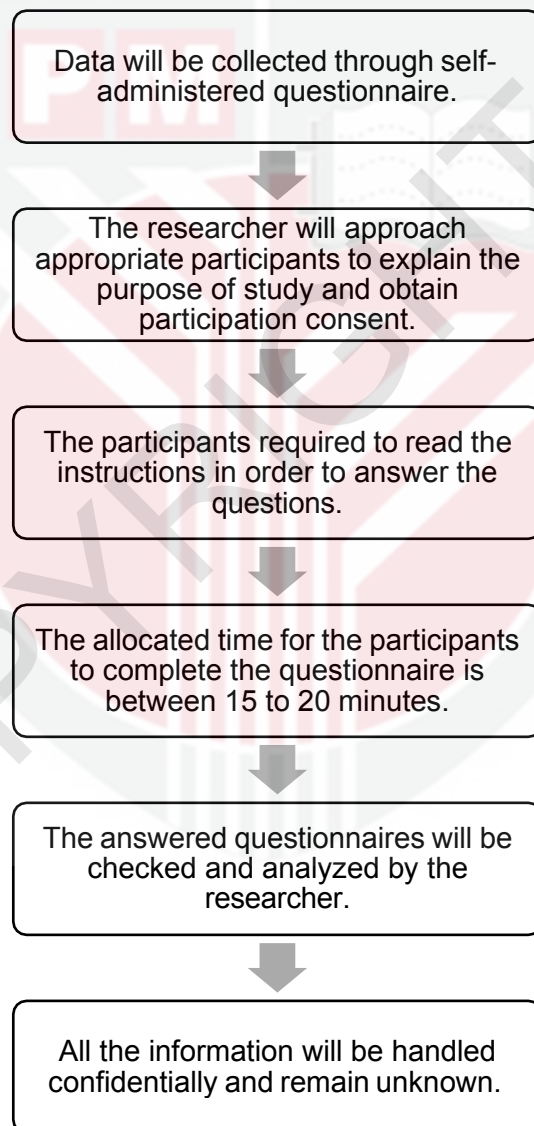 PM
Data will be collected through self-
administered questionnaire.
The researcher will approach
appropriate participants to explain the
purpose of study and obtain
participation consent.
The participants required to read the
instructions in order to answer the
questions.
The allocated time for the participants
to complete the questionnaire is
between 15 to 20 minutes.
The answered questionnaires will be
checked and analyzed by the
researcher.
All the information will be handled
confidentially and remain unknown.